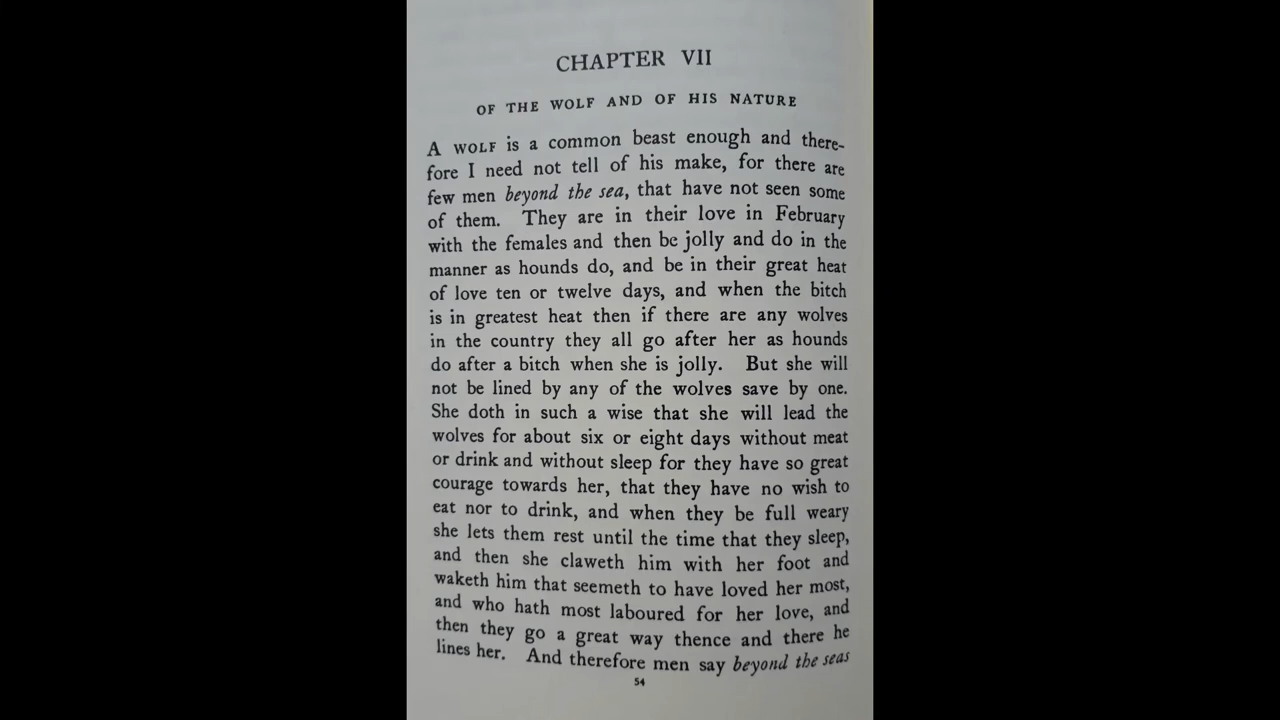 CHAPTER VII
OF THE WOLF AND OF HIS NATURE
A WOLF is a common beast enough and there-
fore I need not tell of his make, for there are
few men beyond the sea, that have not seen some
of them. They are in their love in February
with the females and then be jolly and do in the
manner as hounds do, and be in their great heat
of love ten or twelve days, and when the bitch
is in greatest heat then if there are any wolves
in the country they all go after her as hounds
do after a bitch when she is jolly. But she will
not be lined by any of the wolves save by one.
She doth in such a wise that she will lead the
wolves for about six or eight days without meat
or drink and without sleep for they have so great
courage towards her, that they have no wish to
eat nor to drink, and when they be full weary
she lets them rest until the time that they sleep,
and then she claweth him with her foot and
waketh him that seemeth to have loved her most,
and who hath most laboured for her love, and
then they go a great way thence and there he
lines her. And therefore men say beyond the seas
54